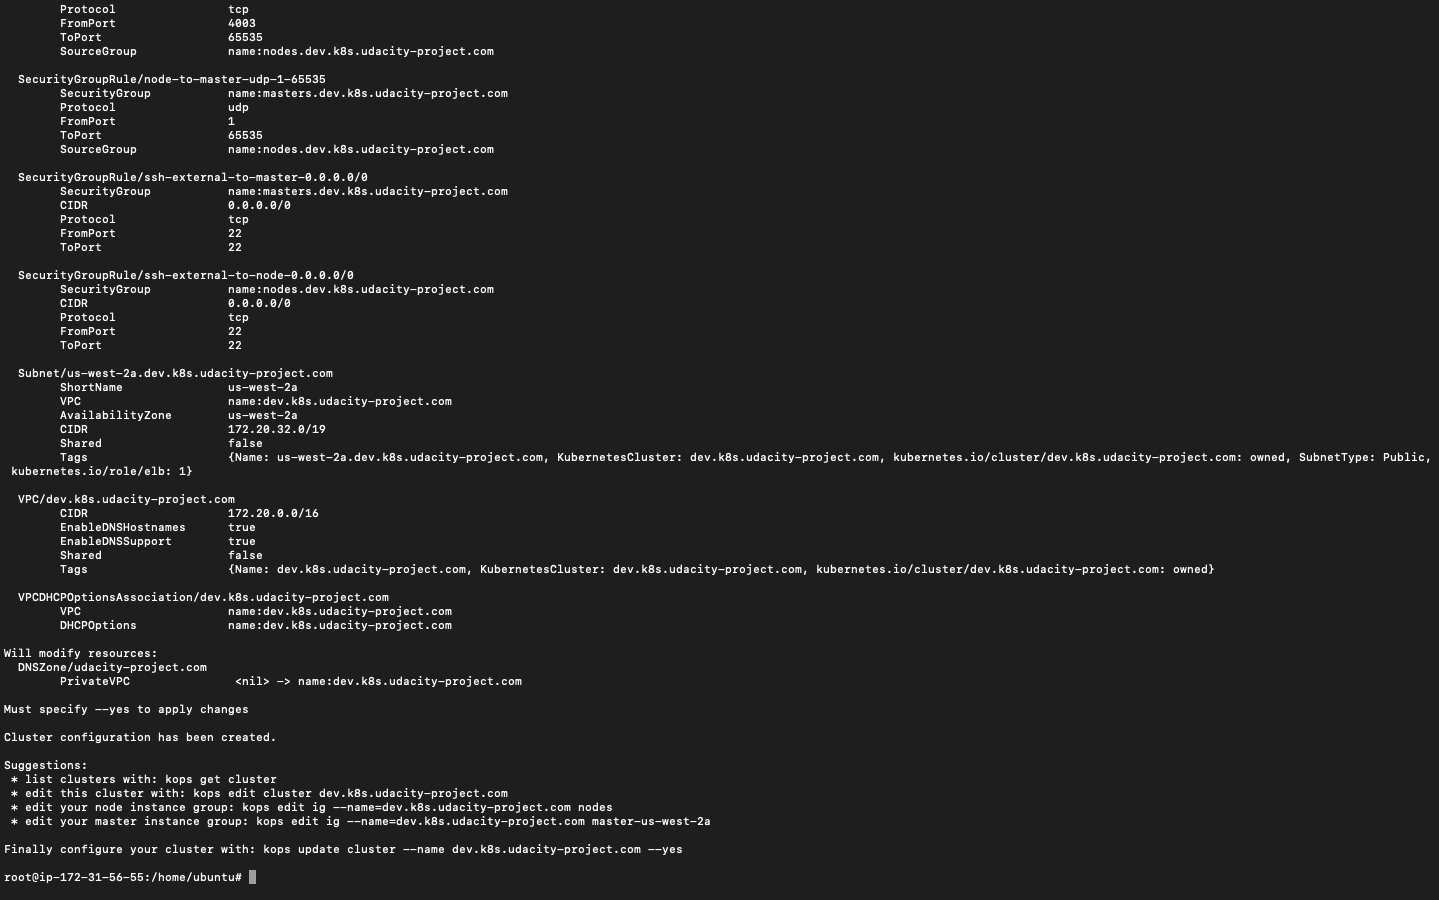 Protocol tcp
FromPort 4003
ToPort 65535
SourceGroup name:nodes.dev.k8s.udacity-project.com
SecurityGroupRule/node-to-master-udp-1-65535
SecurityGroup name:masters.dev.k8s.udacity-project.com
Protocol udp
FromPort 1
ToPort 65535
SourceGroup name:nodes.dev.k8s.udacity-project.com
SecurityGroupRule/ssh-external-to-master-0.0.0.0/0
SecurityGroup name:masters.dev.k8s.udacity-project.com
CIDR 0.0.0.0/0
Protocol tcp
FromPort 22
ToPort 22
SecurityGroupRule/ssh-external-to-node-0.0.0.0/0
SecurityGroup name:nodes.dev.k8s.udacity-project.com
CIDR 0.0.0.0/0
Protocol tcp
FromPort 22
ToPort 22
Subnet/us-west-2a.dev.k8s.udacity-project.com
ShortName us-west-2a
VPC name:dev.k8s.udacity-project.com
AvailabilityZone us-west-2a
CIDR 172.20.32.0/19
Shared false
Tags {Name: us-west-2a.dev.k8s.udacity-project.com, KubernetesCluster: dev.k8s.udacity-project.com, kubernetes.io/cluster/dev.k8s.udacity-project.com: owned, SubnetType: Public,
kubernetes.io/role/elb: 1}
VPC/dev.k8s.udacity-project.com
CIDR 172.20.0.0/16
EnableDNSHostnames true
EnableDNSSupport true
Shared false
Tags {Name: dev.k8s.udacity-project.com, KubernetesCluster: dev.k8s.udacity-project.com, kubernetes.io/cluster/dev.k8s.udacity-project.com: owned}
VPCDHCPOptionsAssociation/dev.k8s.udacity-project.com
VPC name:dev.k8s.udacity-project.com
DHCPOptions name:dev.k8s.udacity-project.com
Will modify resources:
DNSZone/udacity-project.com
PrivateVPC <nil> -> name:dev.k8s.udacity-project.com
Must specify --yes to apply changes
Cluster configuration has been created.
Suggestions:
* list clusters with: kops get cluster
* edit this cluster with: kops edit cluster dev.k8s.udacity-project.com
* edit your node instance group: kops edit ig --name=dev.k8s.udacity-project.com nodes
* edit your master instance group: kops edit ig --name=dev.k8s.udacity-project.com master-us-west-2a
Finally configure your cluster with: kops update cluster --name dev.k8s.udacity-project.com --yes
root@ip-172-31-56-55:/home/ubuntu#